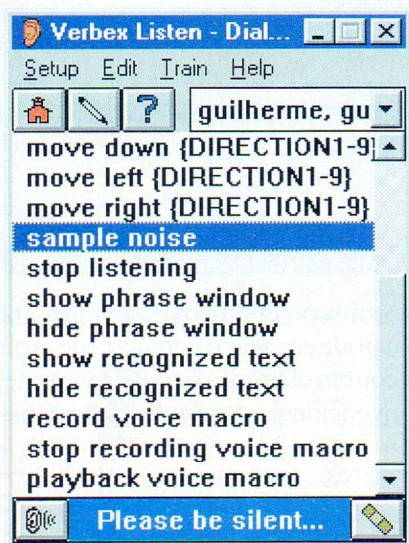 Verbex Listen - Dial...
Setup Edit Train Help
? guilherme, gu
move down {DIRECTION1-9}
move left {DIRECTION1-9}
move right {DIRECTION1-9}
sample noise
stop listening
show phrase window
hide phrase window
show recognized text
hide recognized text
record voice macro
stop recording voice macro
playback voice macro
Please be silent...